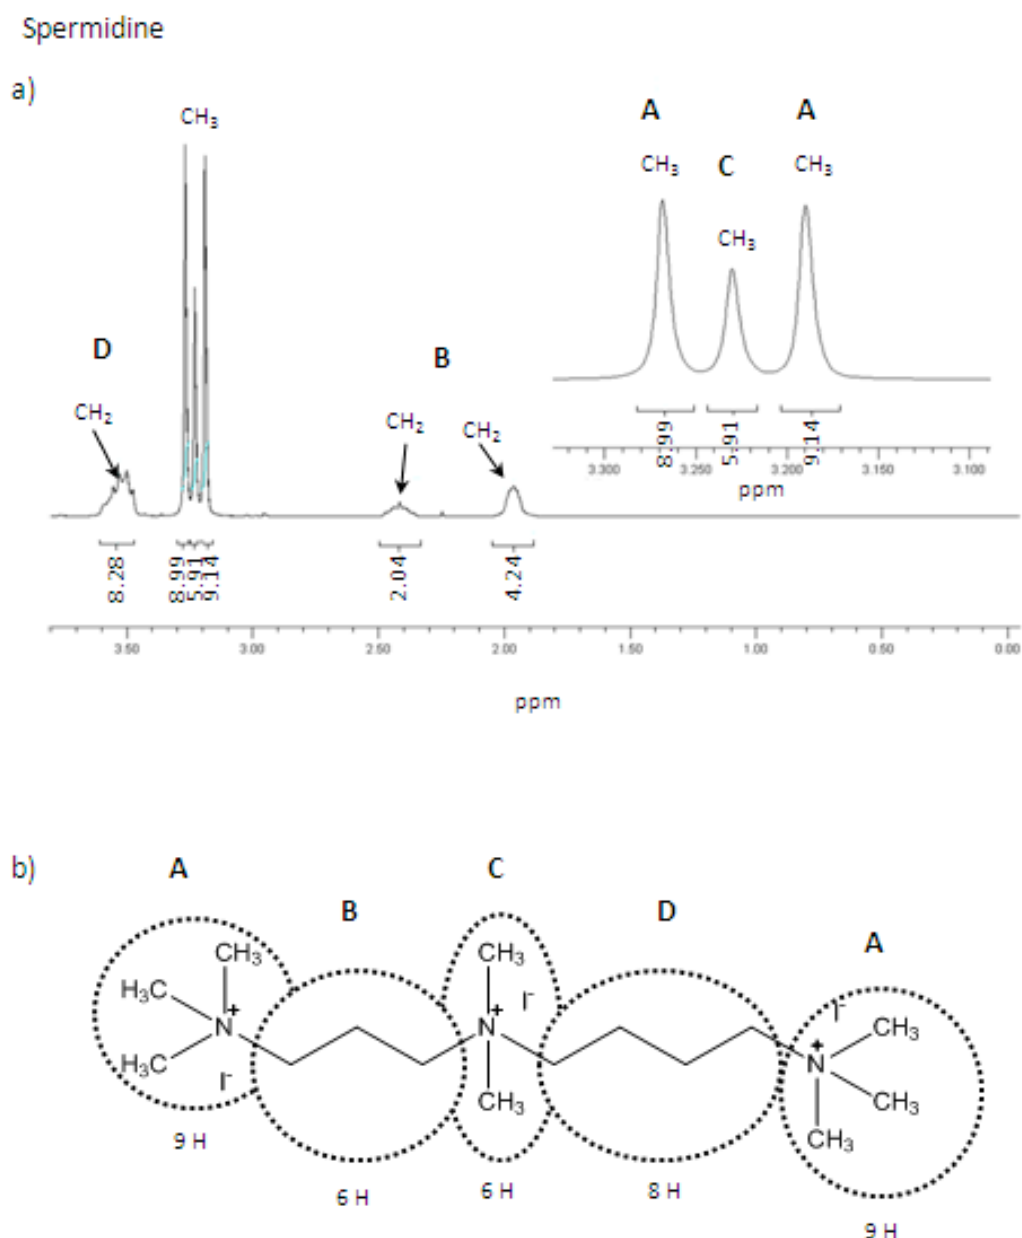 Spermidine
a)
A A
CH₃ C
CH₃ CH₃
CH₃
D B
CH₂ CH₂ CH₂
8.99 5.91 9.14
3.300 3.250 3.200 3.150 3.100
ppm
8.28 8.99 5.91 9.14 2.04 4.24
3.50 3.00 2.50 2.00 1.50 1.00 0.50 0.00
ppm
b)
A C
B D
A
CH₃ CH₃
H₃C I⁻ I⁻
N⁺ N⁺ CH₃
H₃C N⁺
I⁻ CH₃ CH₃
CH₃
9 H
6 H 6 H 8 H
9 H